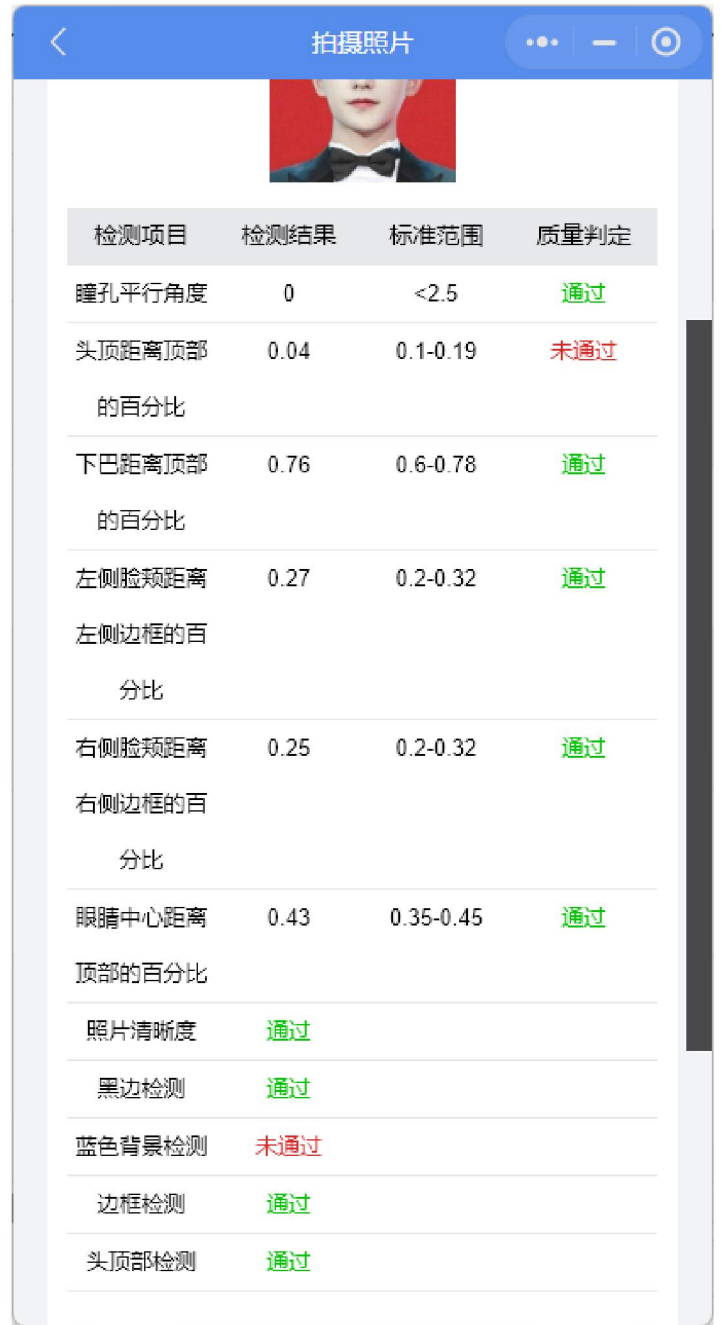 拍摄照片
检测项目 检测结果 标准范围 质量判定
瞳孔平行角度 0 <2.5 通过
头顶距离顶部 0.04 0.1-0.19 未通过
的百分比
下巴距离顶部 0.76 0.6-0.78 通过
的百分比
左侧脸颊距离 0.27 0.2-0.32 通过
左侧边框的百
分比
右侧脸颊距离 0.25 0.2-0.32 通过
右侧边框的百
分比
眼睛中心距离 0.43 0.35-0.45 通过
顶部的百分比
照片清晰度 通过
黑边检测 通过
蓝色背景检测 未通过
边框检测 通过
头顶部检测 通过